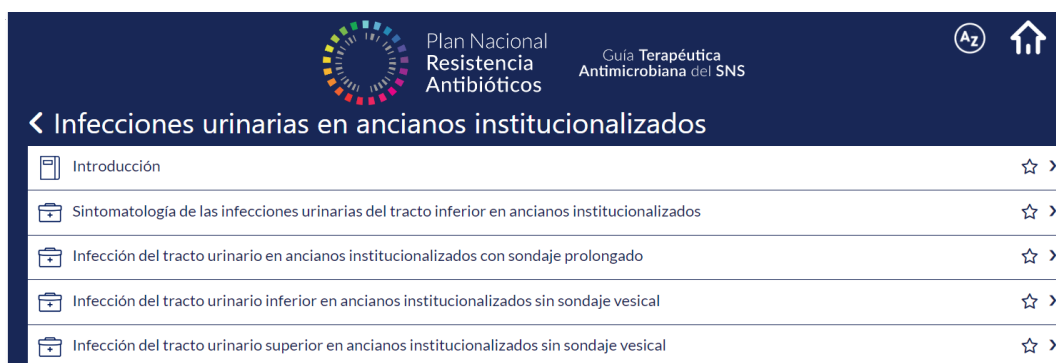 Plan Nacional
Resistencia
Antibióticos
Guía Terapéutica
Antimicrobiana del SNS
AZ
Infecciones urinarias en ancianos institucionalizados
Introducción
Sintomatología de las infecciones urinarias del tracto inferior en ancianos institucionalizados
Infección del tracto urinario en ancianos institucionalizados con sondaje prolongado
Infección del tracto urinario inferior en ancianos institucionalizados sin sondaje vesical
Infección del tracto urinario superior en ancianos institucionalizados sin sondaje vesical